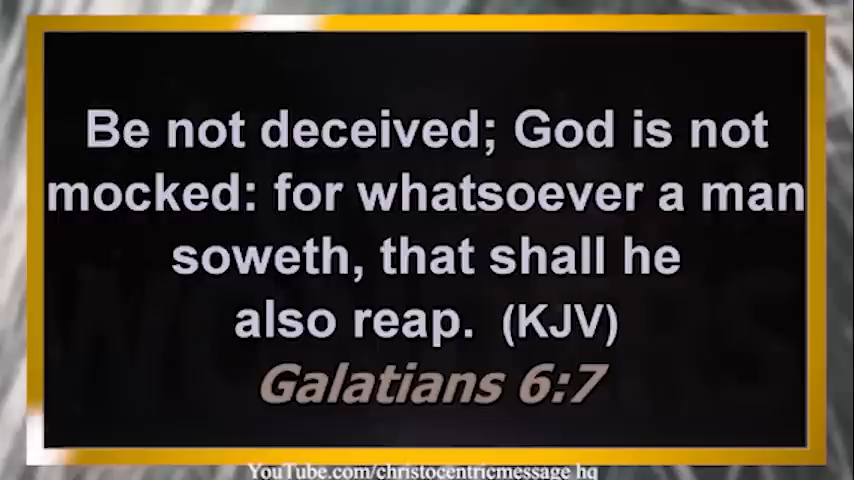 Be not deceived; God is not
mocked: for whatsoever a man
soweth, that shall he
also reap. (KJV)
Galatians 6:7
YouTube.com/christocentricmessage hq